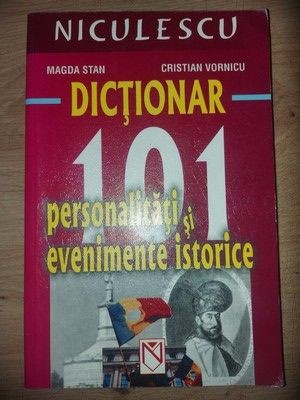 NICULESCU
MAGDA STAN CRISTIAN VORNICU
DICŢIONAR
101
personalităţi şi
evenimente istorice